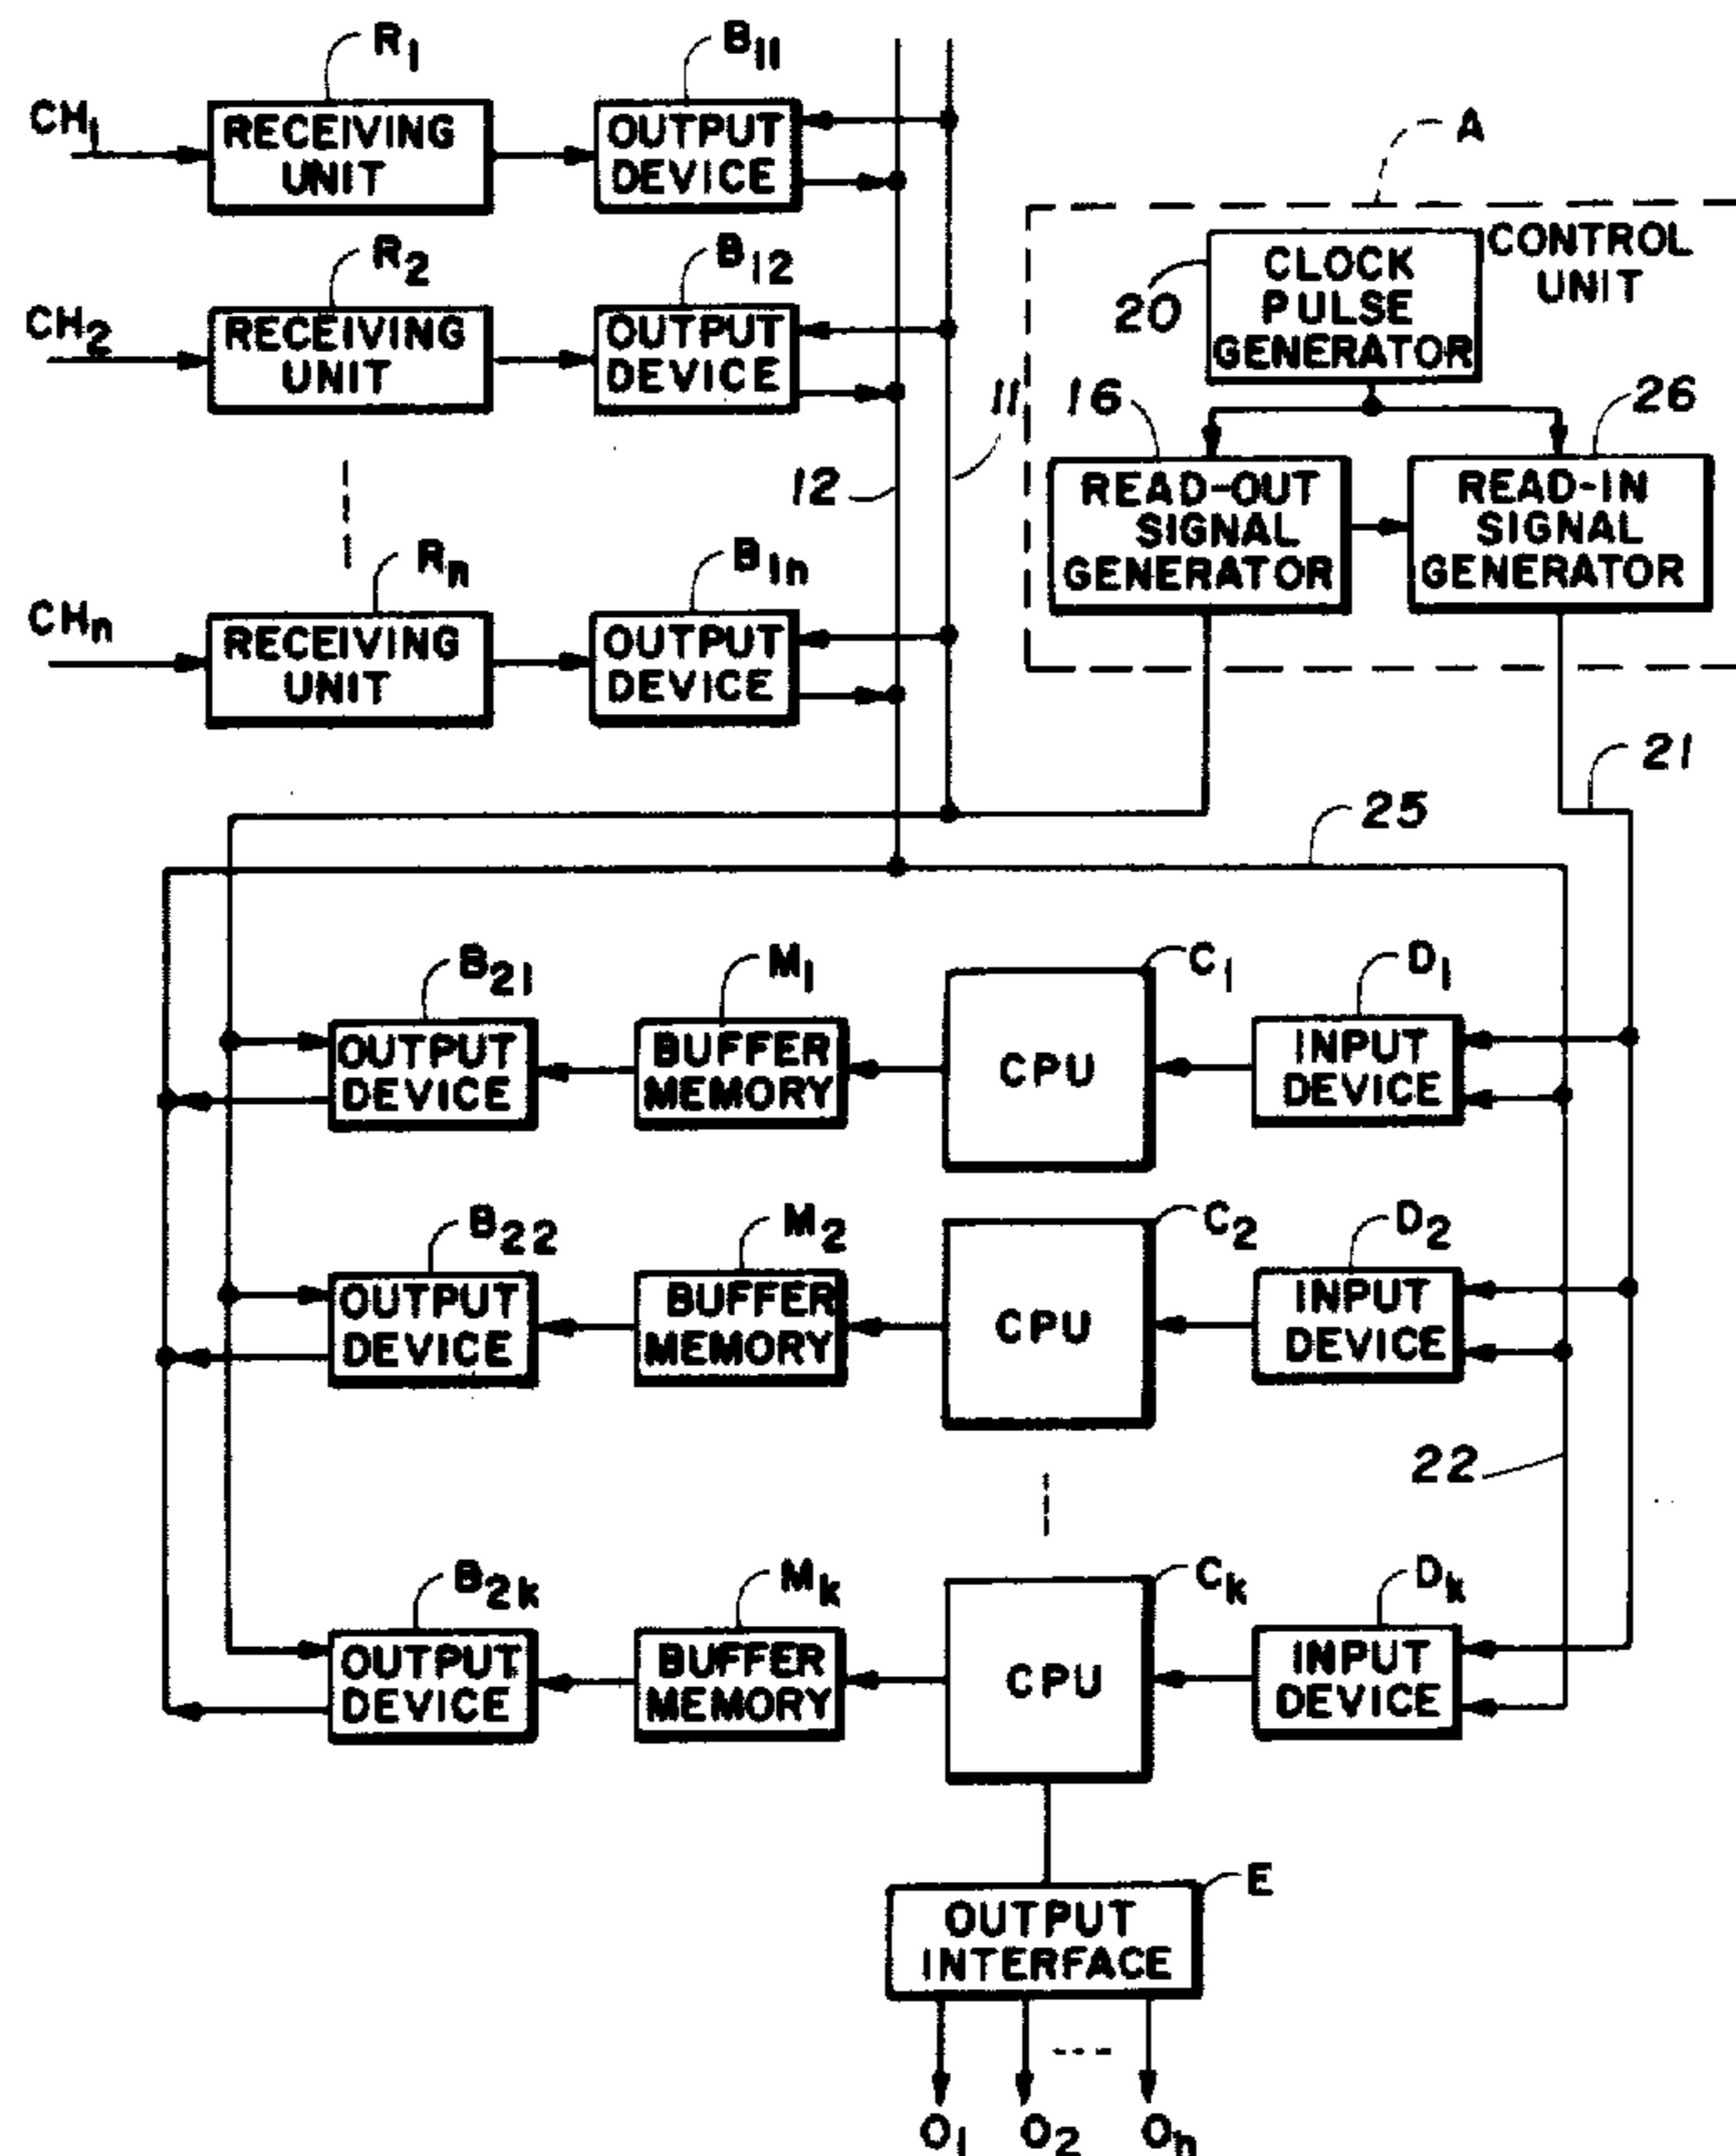 R1
B11
CH1
RECEIVING
UNIT
OUTPUT
DEVICE
A
R2
B12
CONTROL
UNIT
20
CLOCK
PULSE
GENERATOR
CH2
RECEIVING
UNIT
OUTPUT
DEVICE
11
16
26
12
READ-OUT
SIGNAL
GENERATOR
READ-IN
SIGNAL
GENERATOR
Rn
B1n
CHn
RECEIVING
UNIT
OUTPUT
DEVICE
21
25
B21
M1
C1
D1
OUTPUT
DEVICE
BUFFER
MEMORY
CPU
INPUT
DEVICE
B22
M2
C2
D2
OUTPUT
DEVICE
BUFFER
MEMORY
CPU
INPUT
DEVICE
22
B2k
Mk
Ck
Dk
OUTPUT
DEVICE
BUFFER
MEMORY
CPU
INPUT
DEVICE
E
OUTPUT
INTERFACE
O1 O2 On